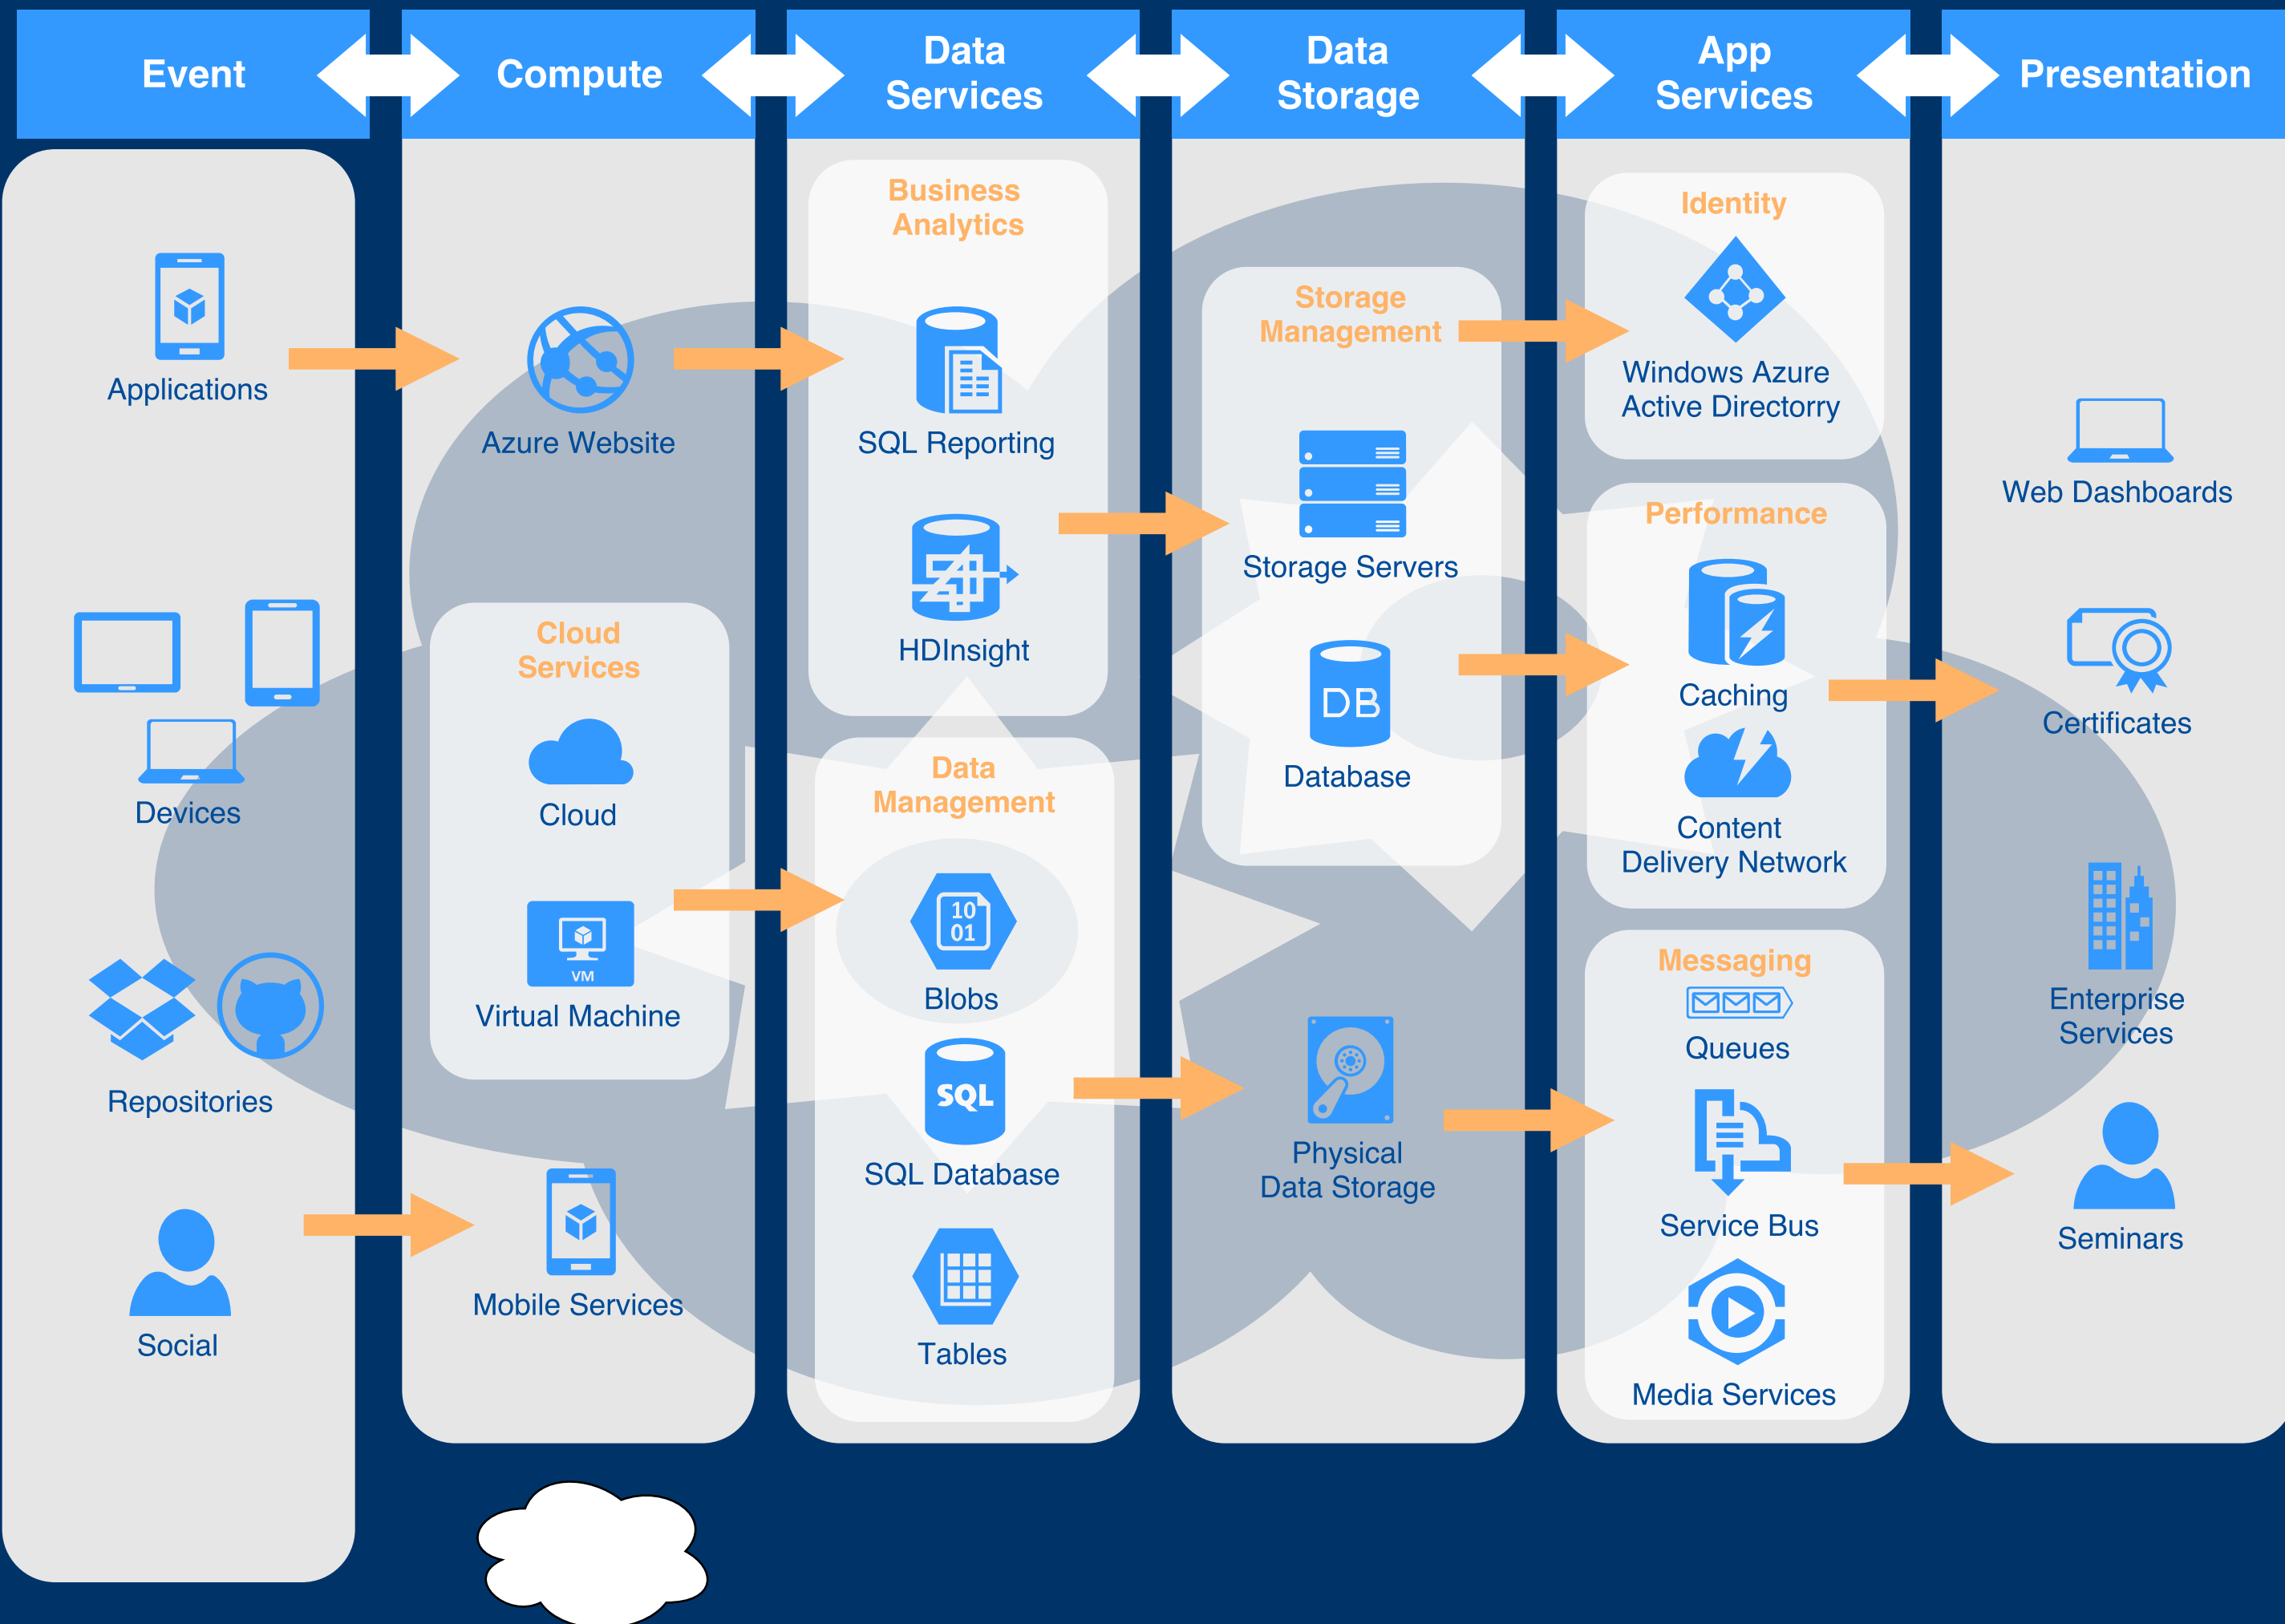 Event
Compute
Data
Services
Data
Storage
App
Services
Presentation
Applications
Devices
Repositories
Social
Azure Website
Cloud
Services
Cloud
VM
Virtual Machine
Mobile Services
Business
Analytics
SQL Reporting
HDInsight
Data
Management
10
01
Blobs
SQL
SQL Database
Tables
Storage
Management
Storage Servers
DB
Database
Physical
Data Storage
Identity
Windows Azure
Active Directorry
Performance
Caching
Content
Delivery Network
Messaging
Queues
Service Bus
Media Services
Web Dashboards
Certificates
Enterprise
Services
Seminars